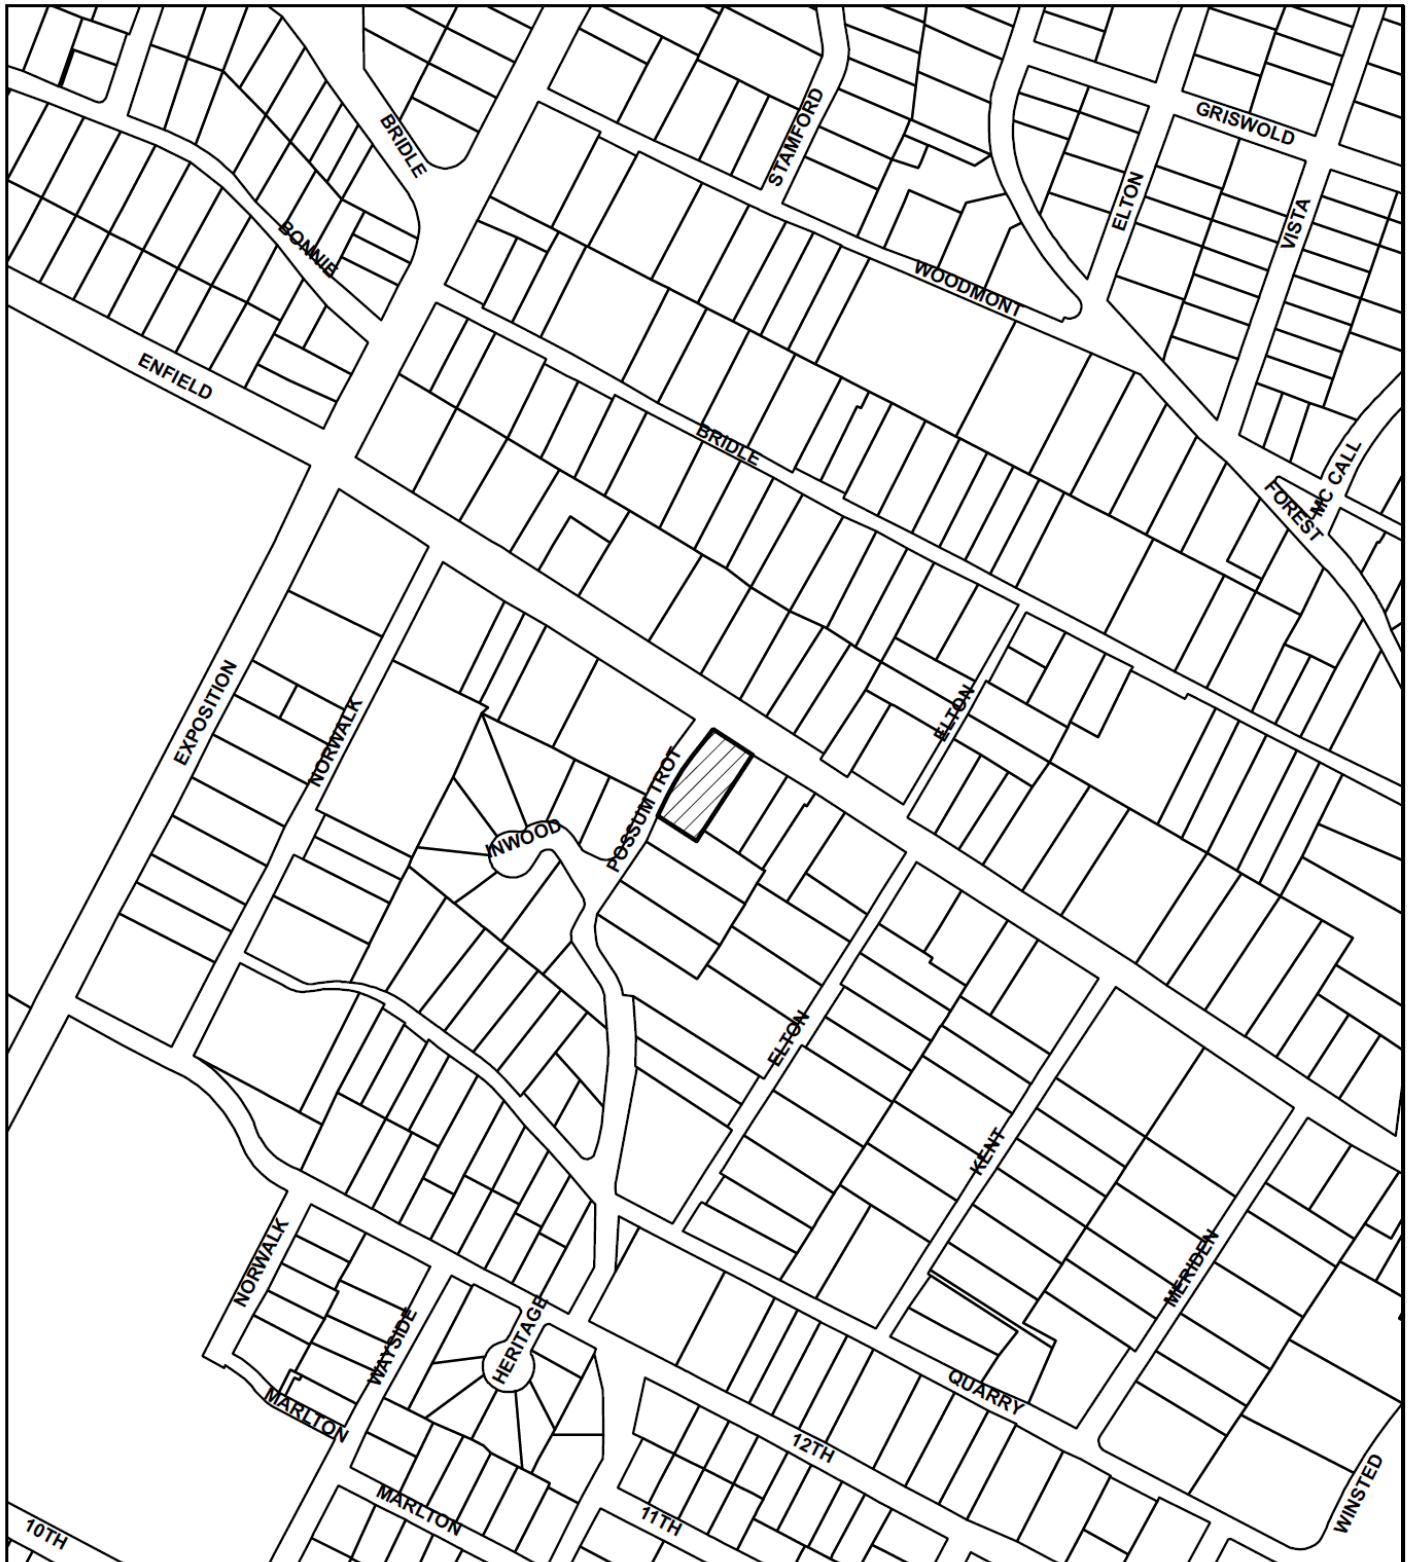 GRISWOLD
STAMFORD
BRIDLE
ELTON
VISTA
BONNIE
WOODMONT
ENFIELD
BRIDLE
MC CALL
FOREST
EXPOSITION
NORWALK
ELTON
POSSUM TROT
INWOOD
ELTON
KENT
NORWALK
MERIDEN
WAYSIDE
HERITAGE
QUARRY
MARLTON
12TH
WINSTED
MARLTON
11TH
10TH